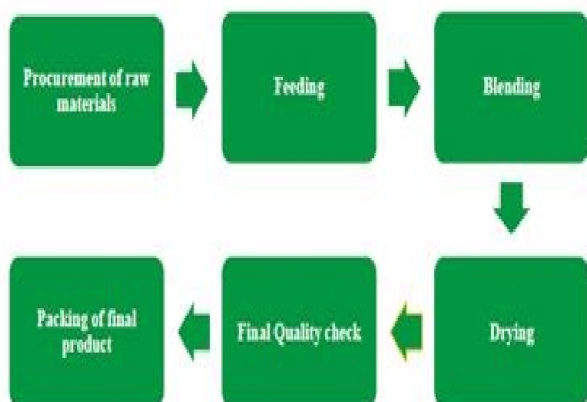 Procurement of raw
materials
Feeding
Blending
Drying
Final Quality check
Packing of final
product